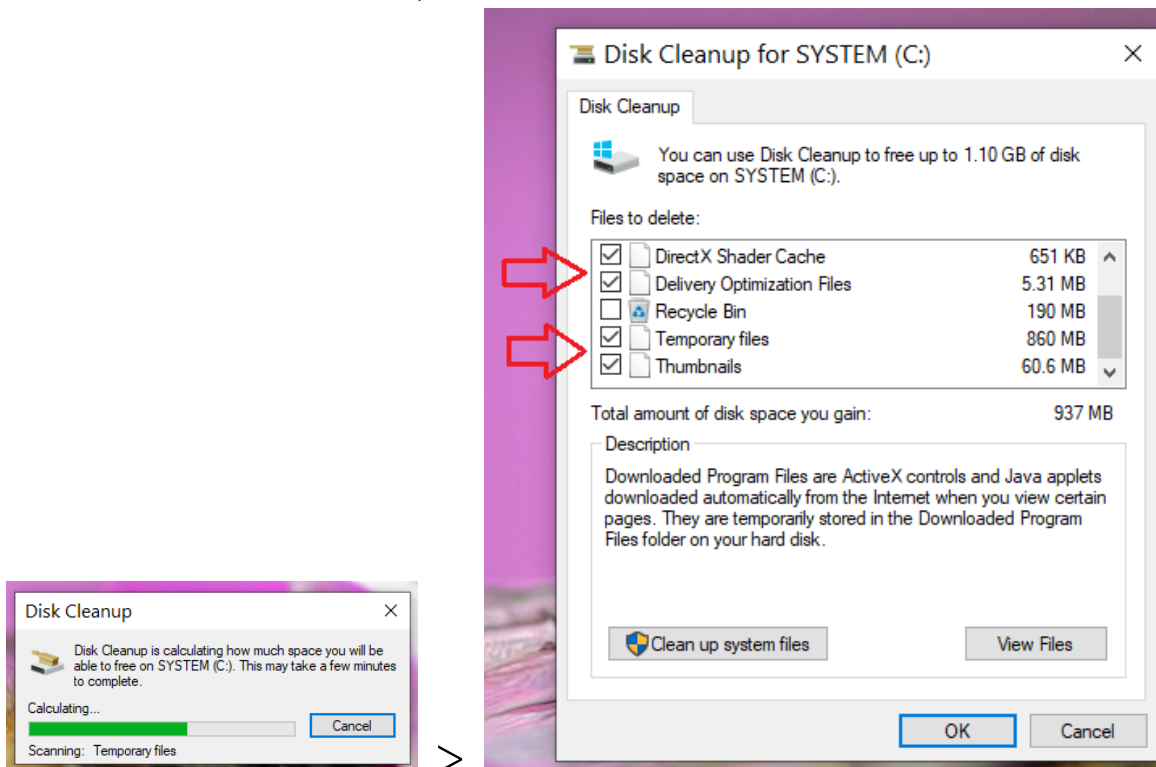 Disk Cleanup
Disk Cleanup is calculating how much space you will be
able to free on SYSTEM (C:). This may take a few minutes
to complete.
Calculating...
Cancel
Scanning: Temporary files
>
Disk Cleanup for SYSTEM (C:)
Disk Cleanup
You can use Disk Cleanup to free up to 1.10 GB of disk
space on SYSTEM (C:).
Files to delete:
DirectX Shader Cache 651 KB
Delivery Optimization Files 5.31 MB
Recycle Bin 190 MB
Temporary files 860 MB
Thumbnails 60.6 MB
Total amount of disk space you gain: 937 MB
Description
Downloaded Program Files are ActiveX controls and Java applets
downloaded automatically from the Internet when you view certain
pages. They are temporarily stored in the Downloaded Program
Files folder on your hard disk.
Clean up system files View Files
OK Cancel